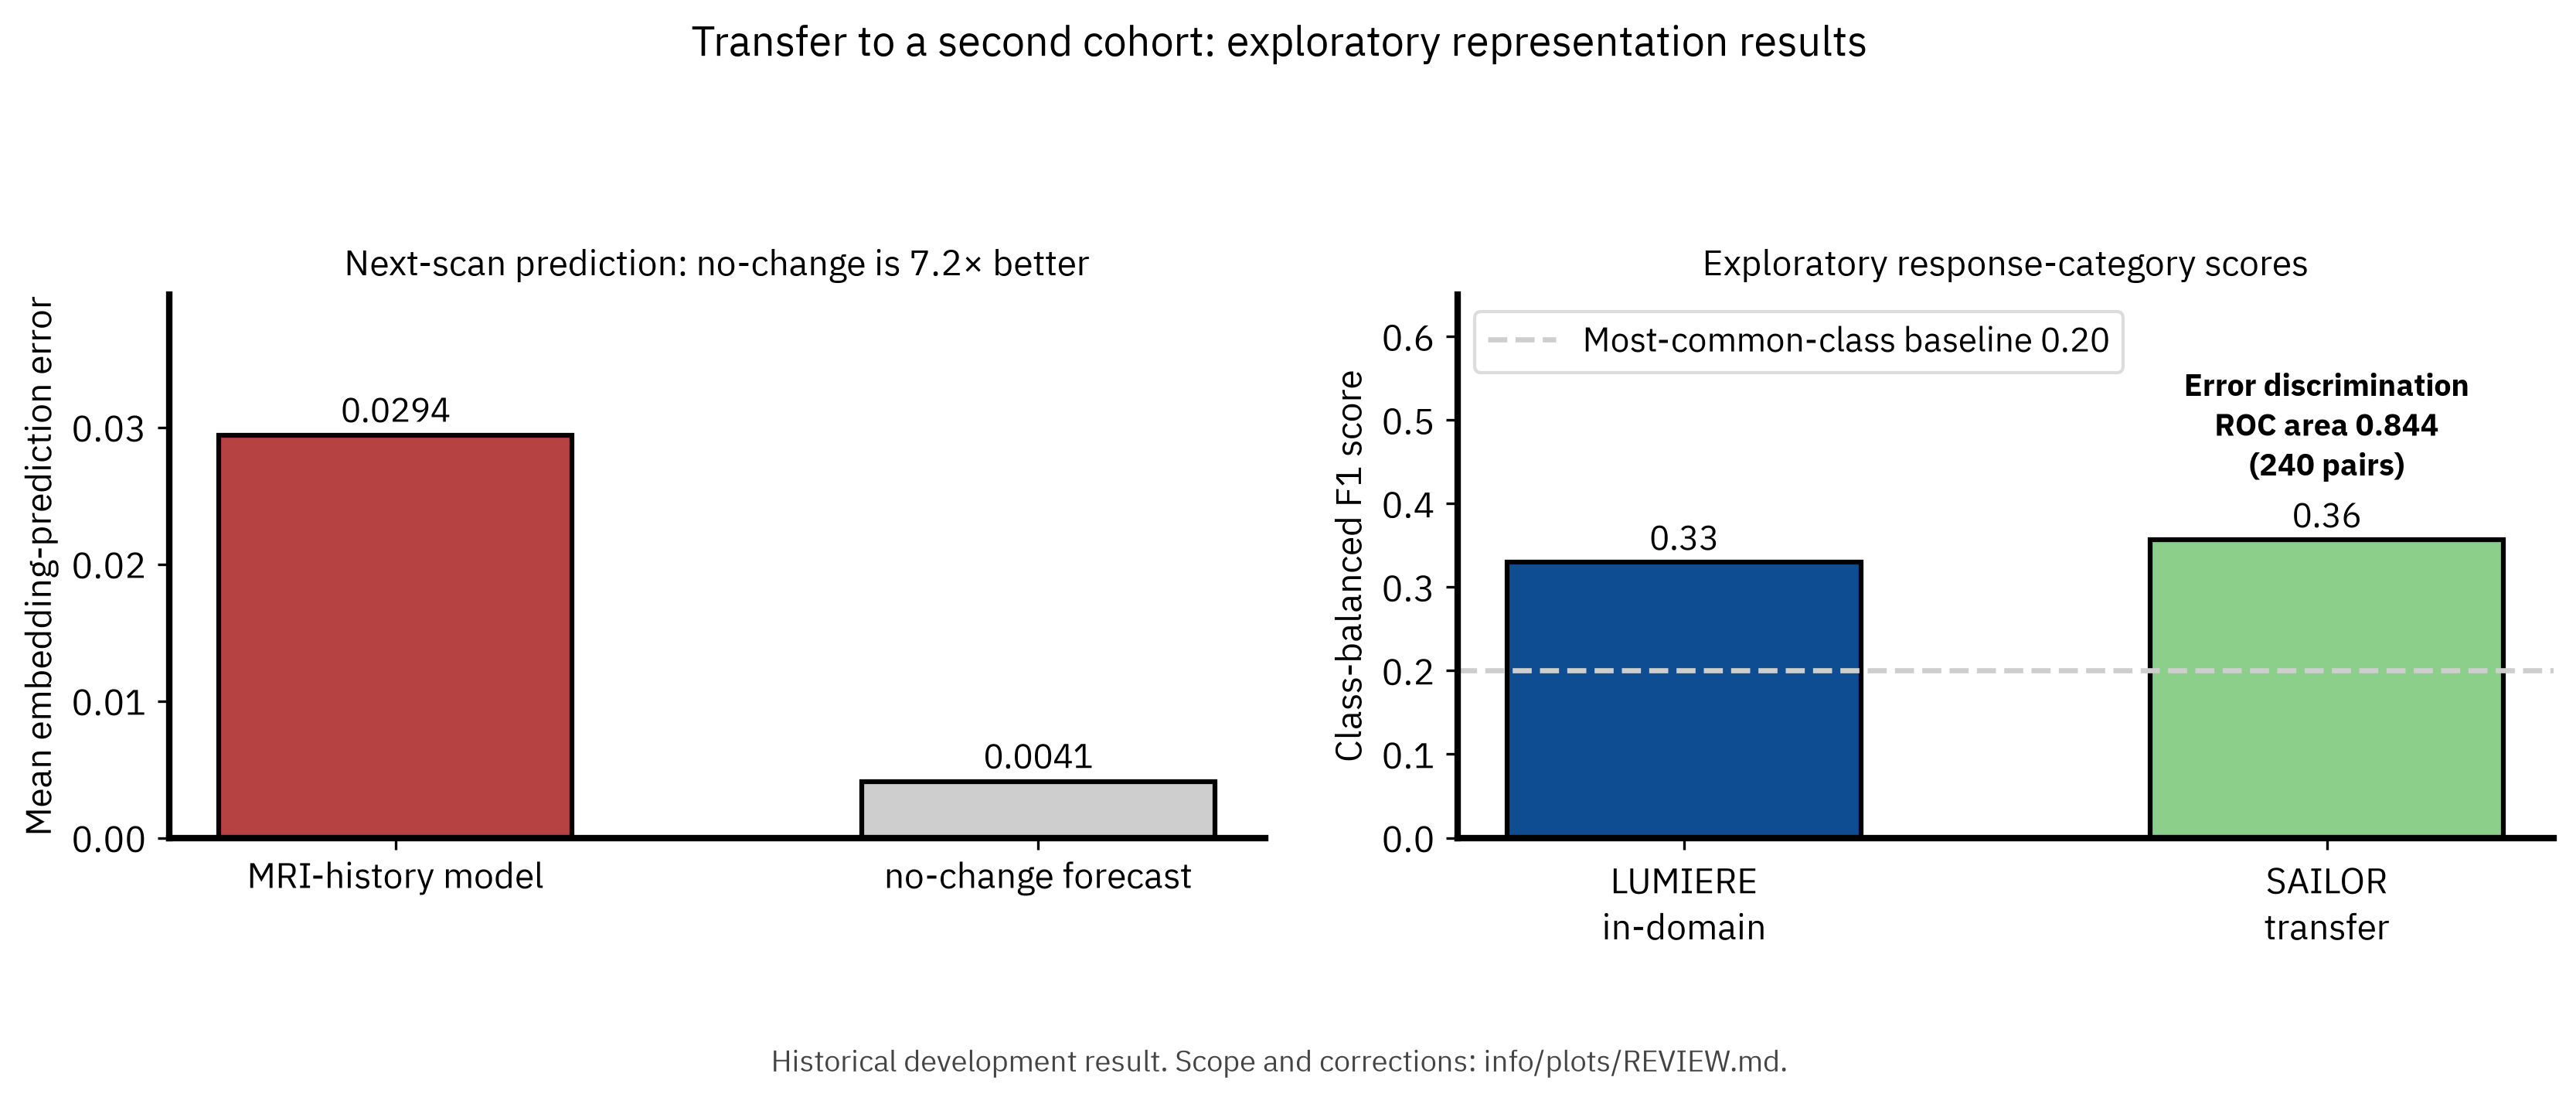 Transfer to a second cohort: exploratory representation results
Next-scan prediction: no-change is 7.2× better
Mean embedding-prediction error
0.03
0.02
0.01
0.00
0.0294
0.0041
MRI-history model
no-change forecast
Exploratory response-category scores
Class-balanced F1 score
0.6
0.5
0.4
0.3
0.2
0.1
0.0
Most-common-class baseline 0.20
Error discrimination
ROC area 0.844
(240 pairs)
0.33
0.36
LUMIERE
in-domain
SAILOR
transfer
Historical development result. Scope and corrections: info/plots/REVIEW.md.